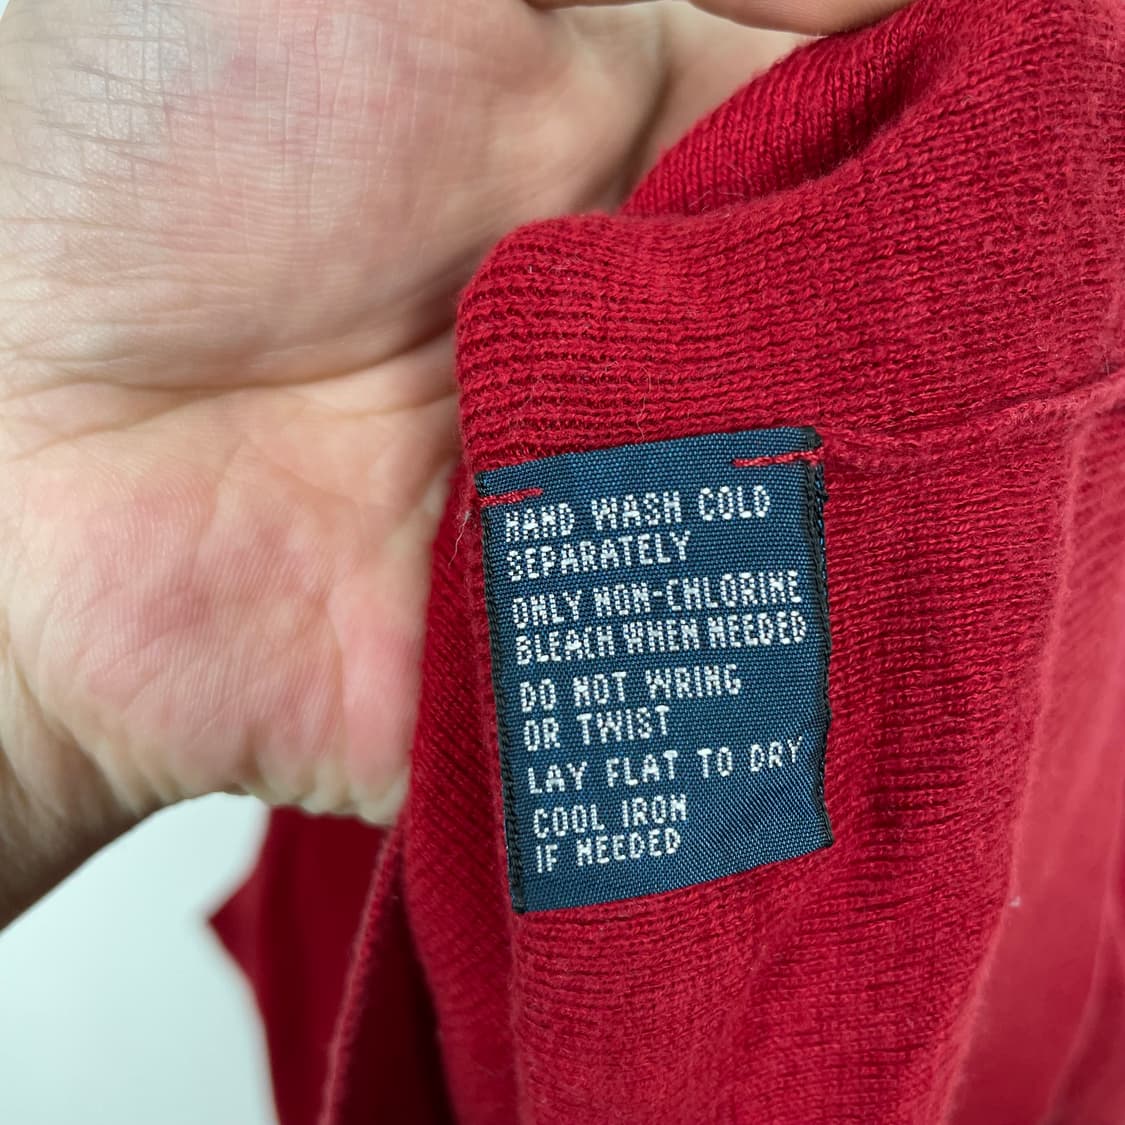 HAND WASH COLD
SEPARATELY
ONLY NON-CHLORINE
BLEACH WHEN NEEDED
DO NOT WRING
OR TWIST
LAY FLAT TO DRY
COOL IRON
IF NEEDED